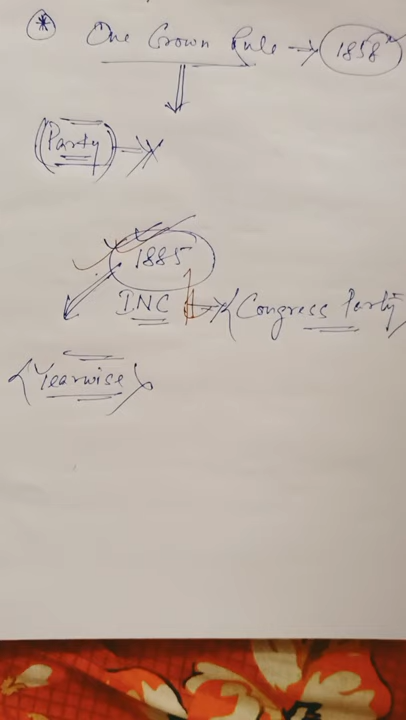 * One Crown Rule → 1858
(Party) → X
1885
INC → {Congress Party
{Yearwise}